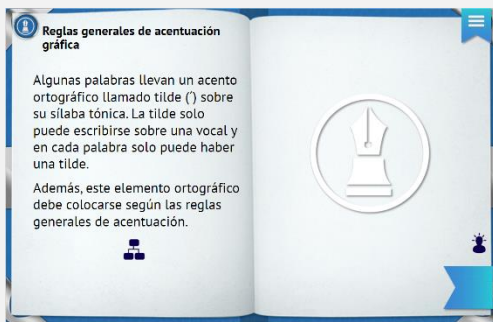 Reglas generales de acentuación
gráfica
Algunas palabras llevan un acento
ortográfico llamado tilde (´) sobre
su sílaba tónica. La tilde solo
puede escribirse sobre una vocal y
en cada palabra solo puede haber
una tilde.
Además, este elemento ortográfico
debe colocarse según las reglas
generales de acentuación.